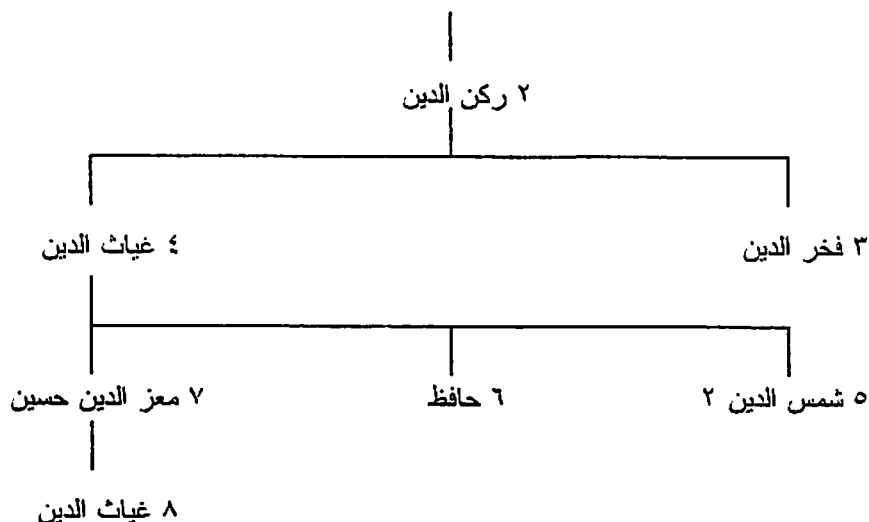 ٢ ركن الدين
٣ فخر الدين
٤ غياث الدين
٥ شمس الدين ٢
٦ حافظ
٧ معز الدين حسين
٨ غياث الدين